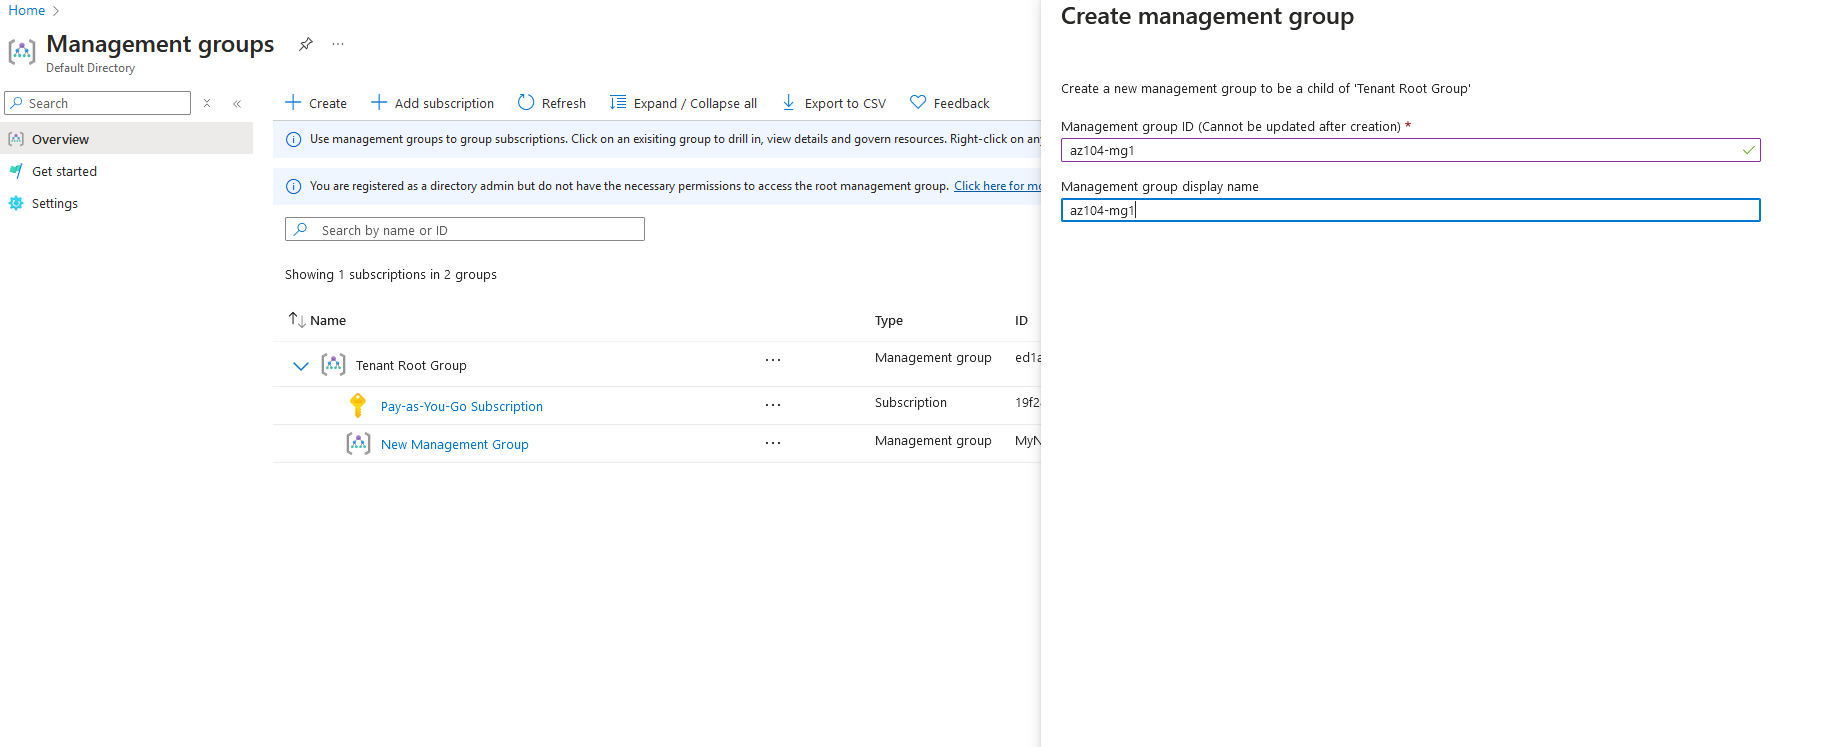 Home
Management groups
Default Directory
Search
Overview
Get started
Settings
Create
Add subscription
Refresh
Expand / Collapse all
Export to CSV
Feedback
Use management groups to group subscriptions. Click on an exisiting group to drill in, view details and govern resources. Right-click on any
You are registered as a directory admin but do not have the necessary permissions to access the root management group. Click here for mo
Search by name or ID
Showing 1 subscriptions in 2 groups
Name Type ID
Tenant Root Group ... Management group ed1a
Pay-as-You-Go Subscription ... Subscription 19f2
New Management Group ... Management group MyN
Create management group
Create a new management group to be a child of 'Tenant Root Group'
Management group ID (Cannot be updated after creation) *
az104-mg1
Management group display name
az104-mg1